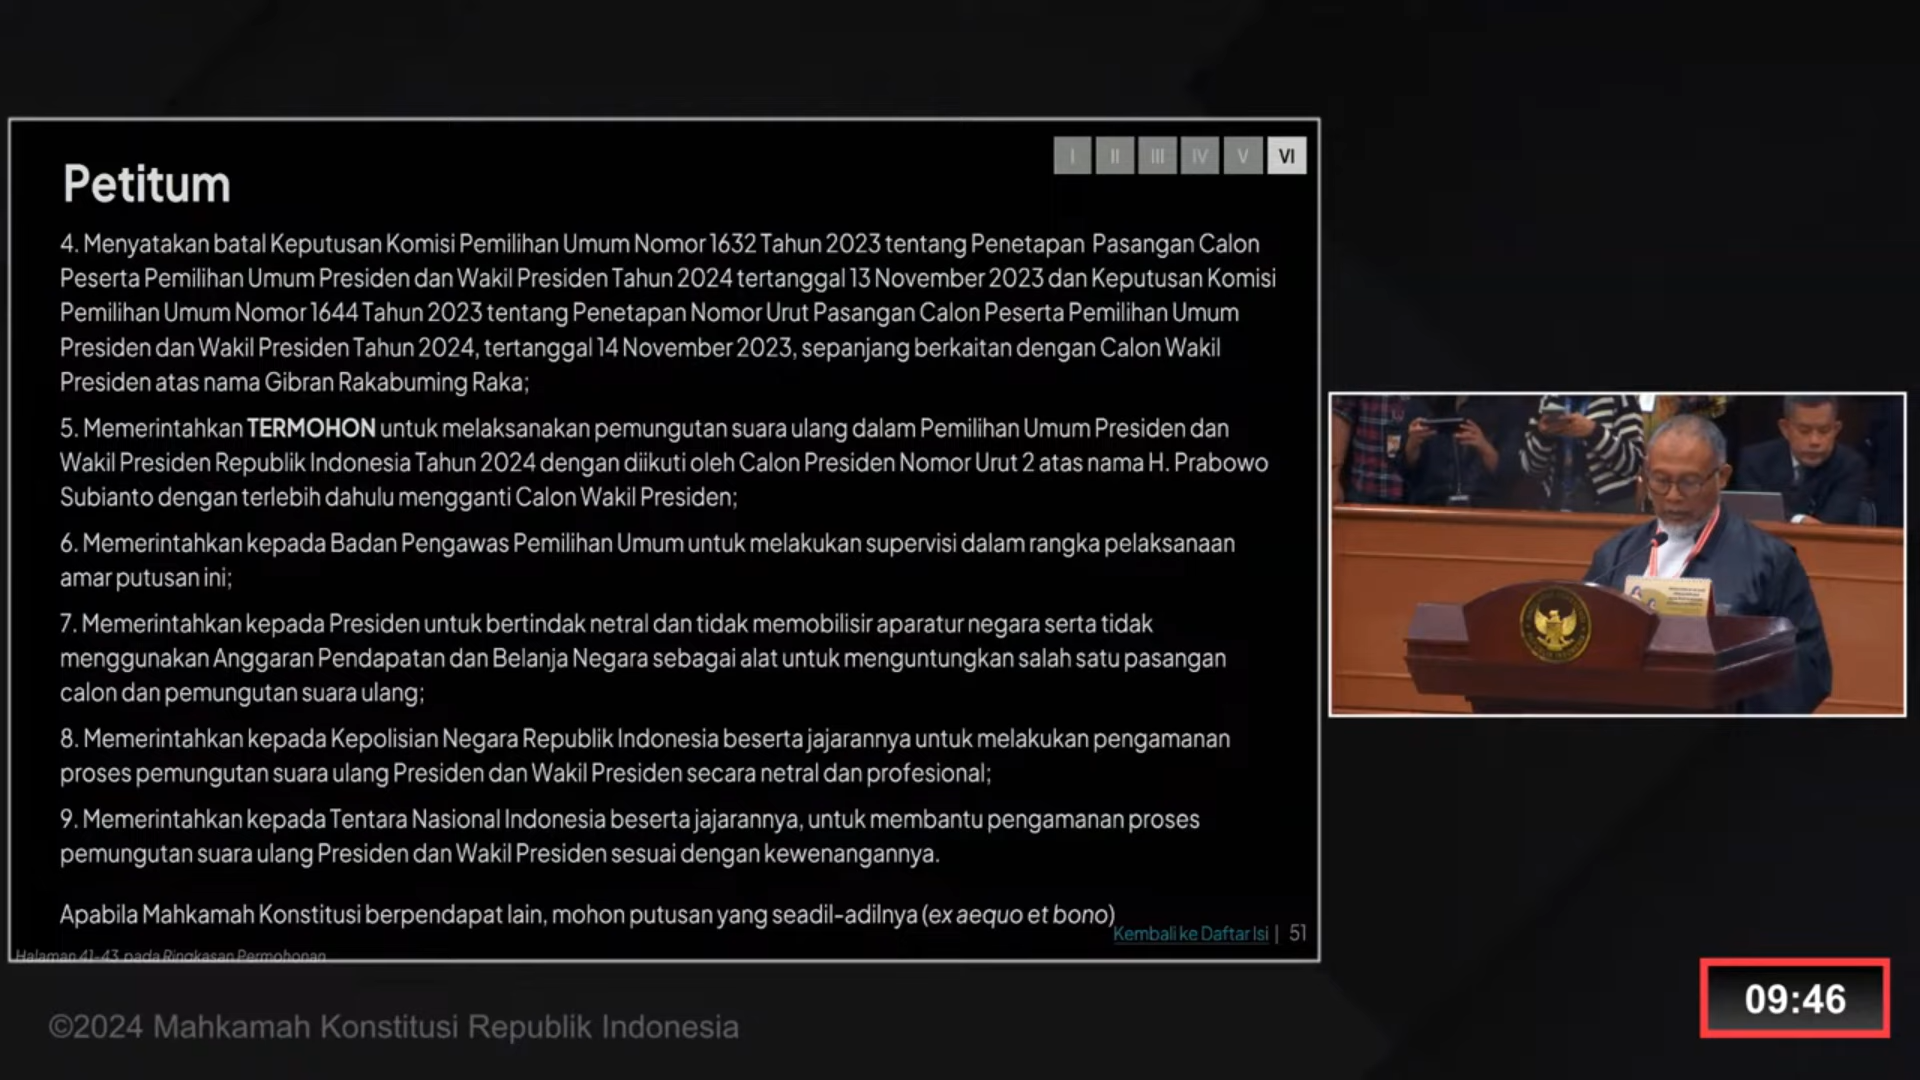 I II III IV V VI
Petitum
4. Menyatakan batal Keputusan Komisi Pemilihan Umum Nomor 1632 Tahun 2023 tentang Penetapan Pasangan Calon
Peserta Pemilihan Umum Presiden dan Wakil Presiden Tahun 2024 tertanggal 13 November 2023 dan Keputusan Komisi
Pemilihan Umum Nomor 1644 Tahun 2023 tentang Penetapan Nomor Urut Pasangan Calon Peserta Pemilihan Umum
Presiden dan Wakil Presiden Tahun 2024, tertanggal 14 November 2023, sepanjang berkaitan dengan Calon Wakil
Presiden atas nama Gibran Rakabuming Raka;
5. Memerintahkan TERMOHON untuk melaksanakan pemungutan suara ulang dalam Pemilihan Umum Presiden dan
Wakil Presiden Republik Indonesia Tahun 2024 dengan diikuti oleh Calon Presiden Nomor Urut 2 atas nama H. Prabowo
Subianto dengan terlebih dahulu mengganti Calon Wakil Presiden;
6. Memerintahkan kepada Badan Pengawas Pemilihan Umum untuk melakukan supervisi dalam rangka pelaksanaan
amar putusan ini;
7. Memerintahkan kepada Presiden untuk bertindak netral dan tidak memobilisir aparatur negara serta tidak
menggunakan Anggaran Pendapatan dan Belanja Negara sebagai alat untuk menguntungkan salah satu pasangan
calon dan pemungutan suara ulang;
8. Memerintahkan kepada Kepolisian Negara Republik Indonesia beserta jajarannya untuk melakukan pengamanan
proses pemungutan suara ulang Presiden dan Wakil Presiden secara netral dan profesional;
9. Memerintahkan kepada Tentara Nasional Indonesia beserta jajarannya, untuk membantu pengamanan proses
pemungutan suara ulang Presiden dan Wakil Presiden sesuai dengan kewenangannya.
Apabila Mahkamah Konstitusi berpendapat lain, mohon putusan yang seadil-adilnya (ex aequo et bono)
Kembali ke Daftar Isi | 51
Halaman 41-43 pada Ringkasan Permohonan
©2024 Mahkamah Konstitusi Republik Indonesia
09:46